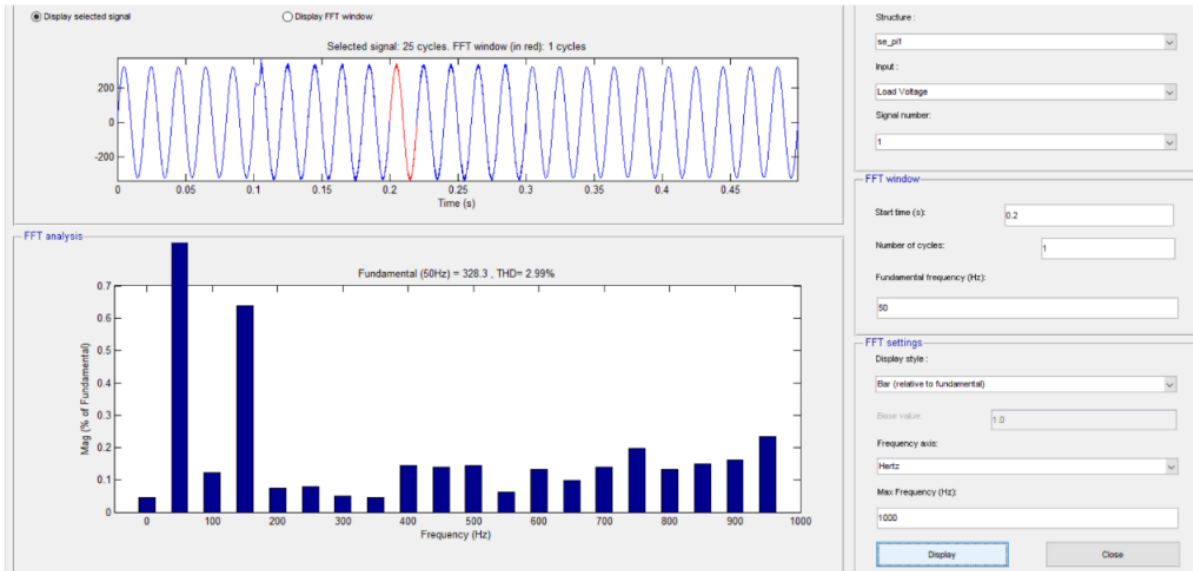 Display selected signal
Display FFT window
Selected signal: 25 cycles. FFT window (in red): 1 cycles
200
0
-200
0 0.05 0.1 0.15 0.2 0.25 0.3 0.35 0.4 0.45
Time (s)
FFT analysis
Fundamental (50Hz) = 328.3 , THD= 2.99%
0.7
0.6
0.5
0.4
0.3
0.2
0.1
0
Mag (% of Fundamental)
0 100 200 300 400 500 600 700 800 900 1000
Frequency (Hz)
Structure :
se_pi1
Input :
Load Voltage
Signal number:
1
FFT window
Start time (s):
0.2
Number of cycles:
1
Fundamental frequency (Hz):
50
FFT settings
Display style :
Bar (relative to fundamental)
Base value:
1.0
Frequency axis:
Hertz
Max Frequency (Hz):
1000
Display
Close